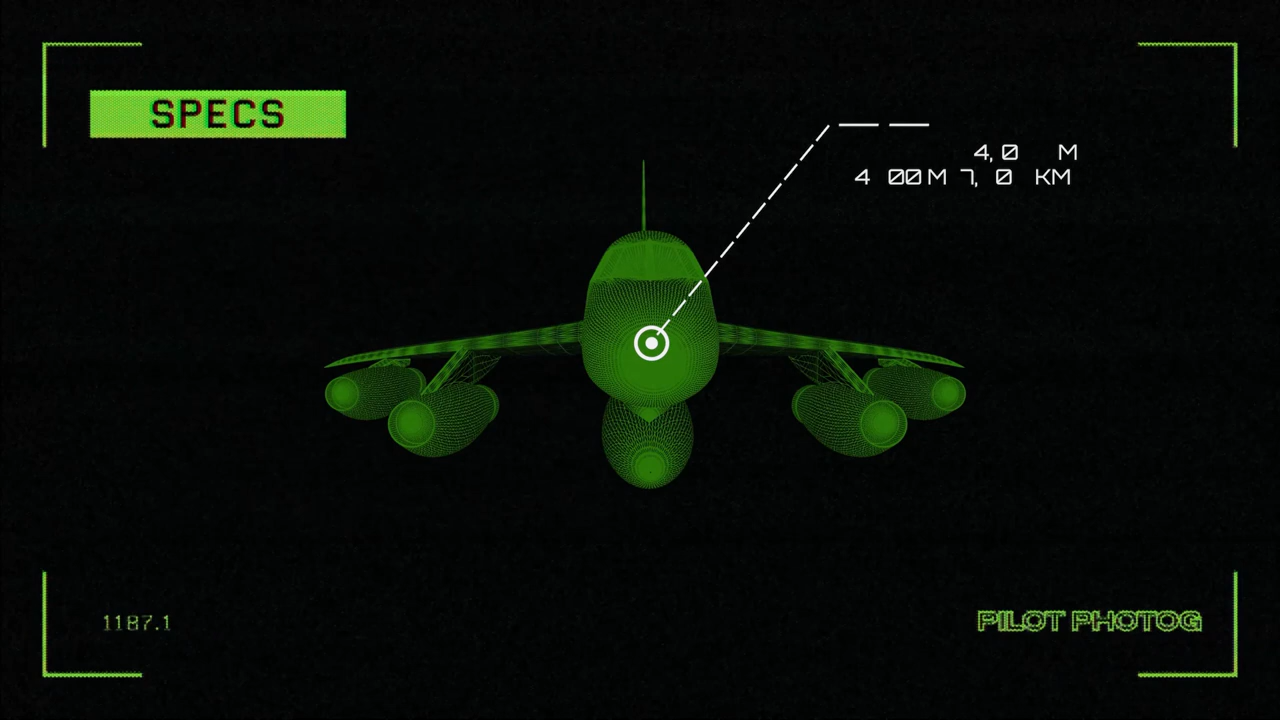 SPECS
4,0 M
4 00M 7, 0 KM
1187.1
PILOT PHOTOG